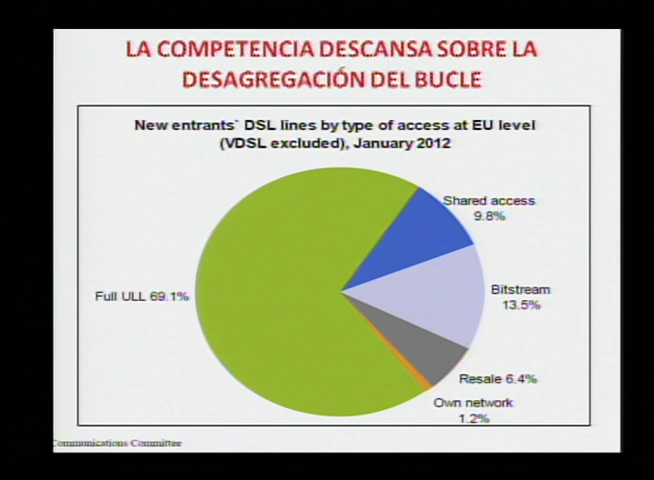 LA COMPETENCIA DESCANSA SOBRE LA
DESAGREGACIÓN DEL BUCLE
New entrants` DSL lines by type of access at EU level
(VDSL excluded), January 2012
Shared access
9.8%
Full ULL 69.1%
Bitstream
13.5%
Resale 6.4%
Own network
1.2%
Communications Committee